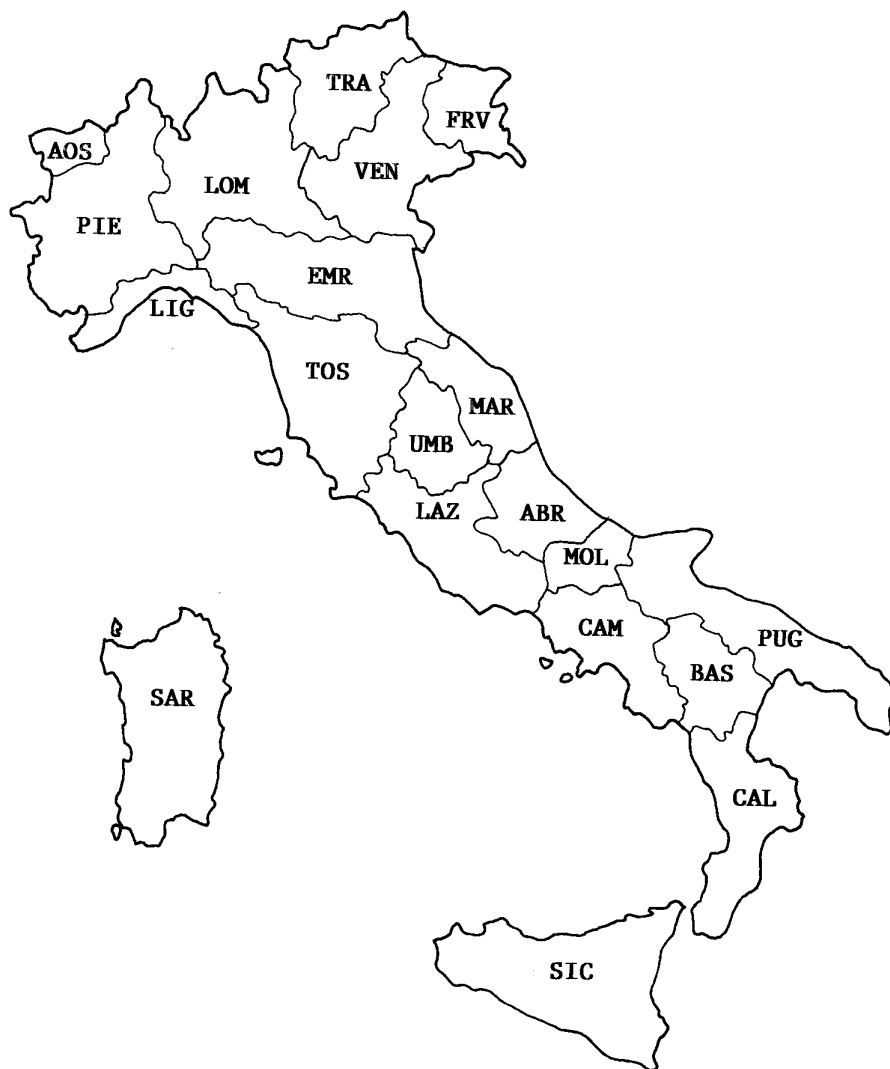 TRA
FRV
AOS
VEN
LOM
PIE
EMR
LIG
TOS
MAR
UMB
LAZ
ABR
MOL
CAM
PUG
BAS
SAR
CAL
SIC